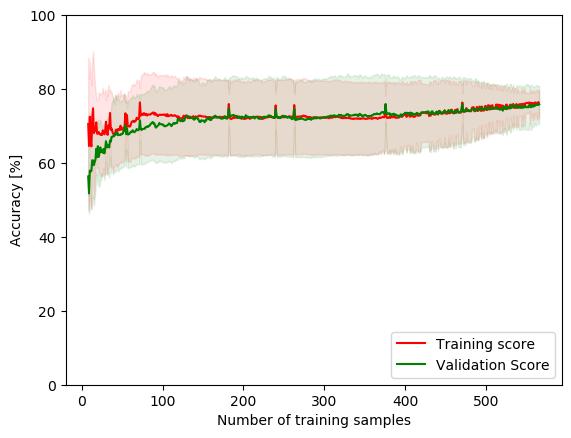 100
80
60
40
20
0
Accuracy [%]
0 100 200 300 400 500
Number of training samples
Training score
Validation Score